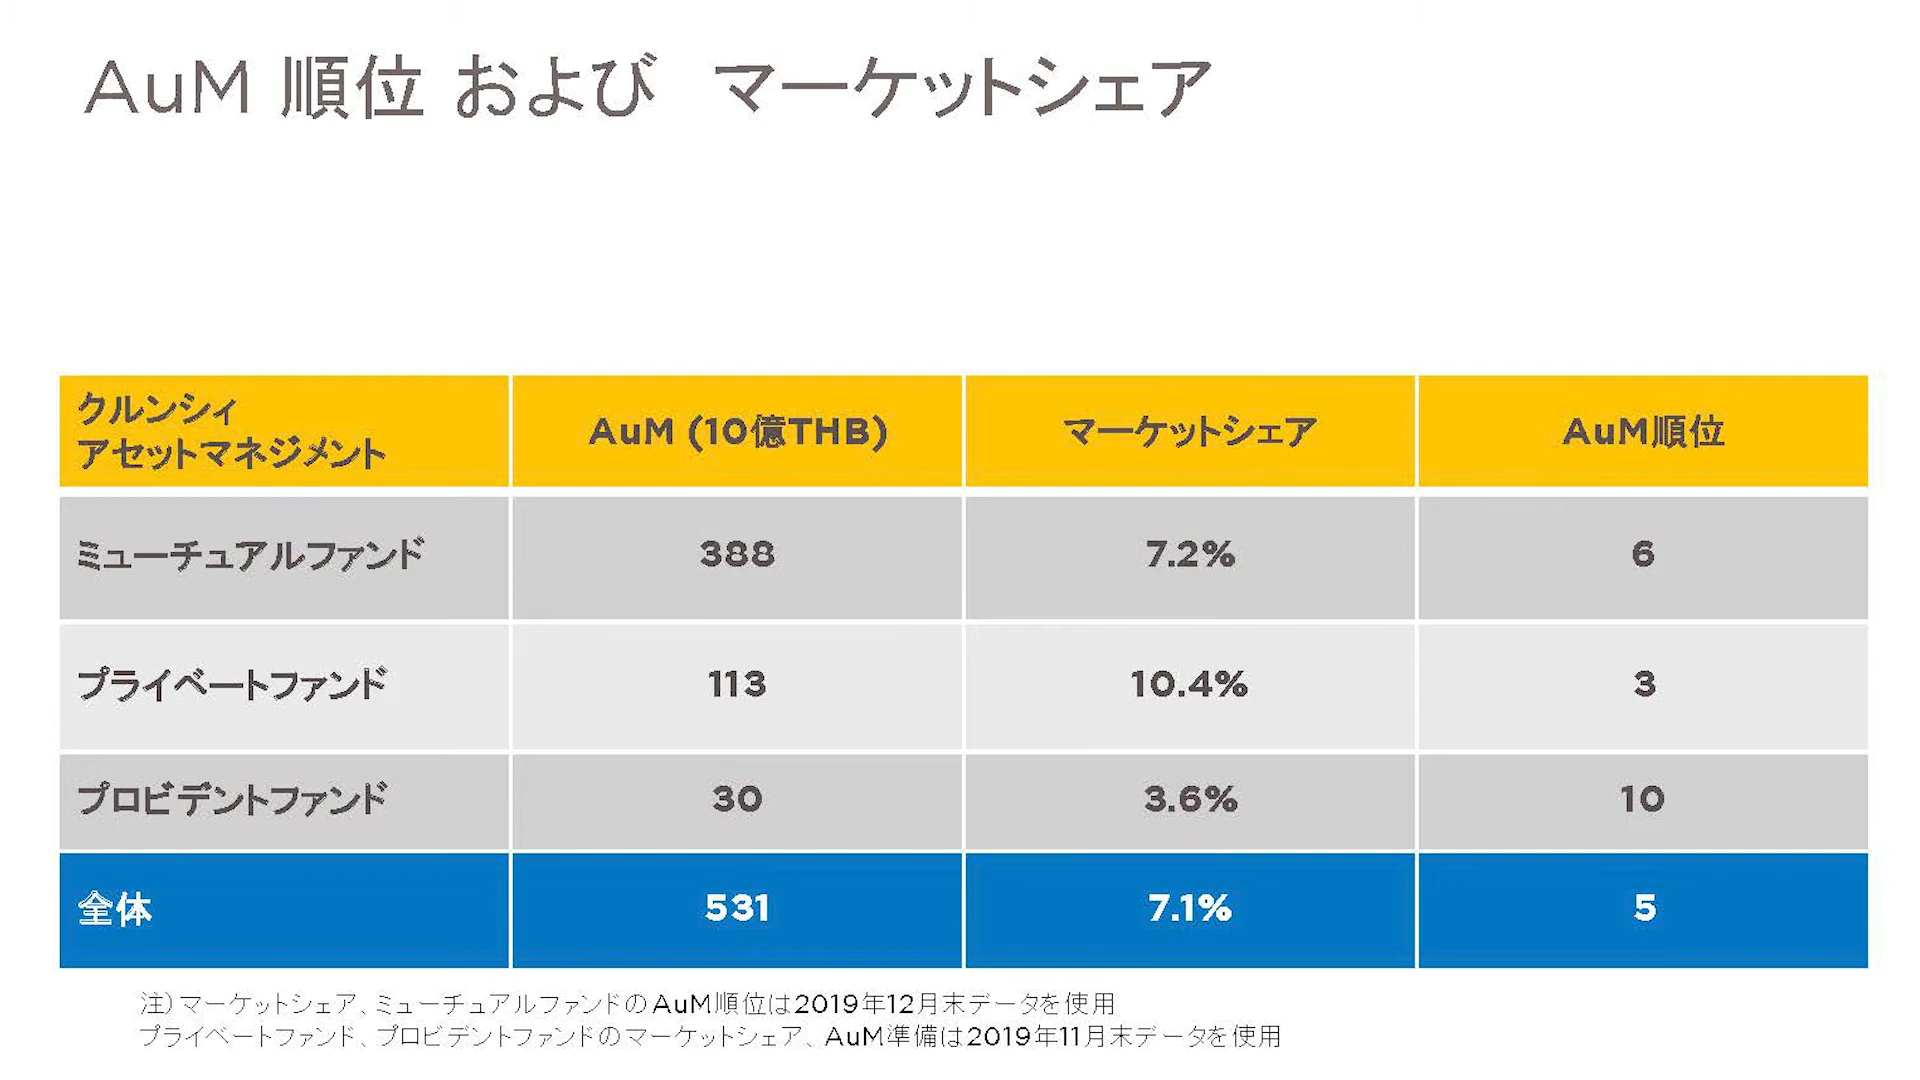 AuM 順位 および　マーケットシェア
クルンシィ
アセットマネジメント
AuM (10億THB)
マーケットシェア
AuM順位
ミューチュアルファンド
388
7.2%
6
プライベートファンド
113
10.4%
3
プロビデントファンド
30
3.6%
10
全体
531
7.1%
5
注）マーケットシェア、ミューチュアルファンドのAuM順位は2019年12月末データを使用
プライベートファンド、プロビデントファンドのマーケットシェア、AuM準備は2019年11月末データを使用